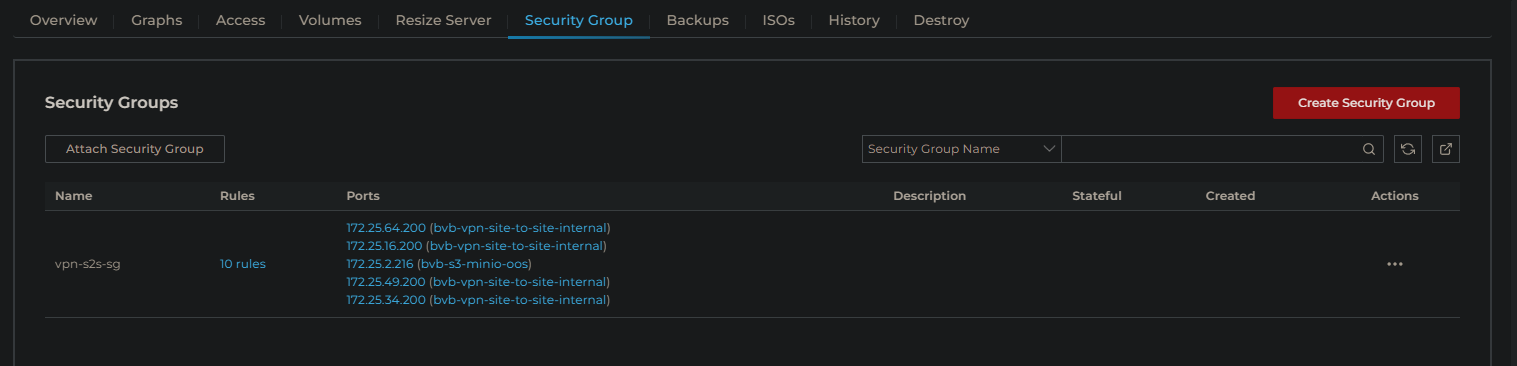 Overview Graphs Access Volumes Resize Server Security Group Backups ISOs History Destroy
Security Groups
Create Security Group
Attach Security Group
Security Group Name
Name Rules Ports Description Stateful Created Actions
172.25.64.200 (bvb-vpn-site-to-site-internal)
172.25.16.200 (bvb-vpn-site-to-site-internal)
vpn-s2s-sg 10 rules 172.25.2.216 (bvb-s3-minio-oos)
172.25.49.200 (bvb-vpn-site-to-site-internal)
172.25.34.200 (bvb-vpn-site-to-site-internal)